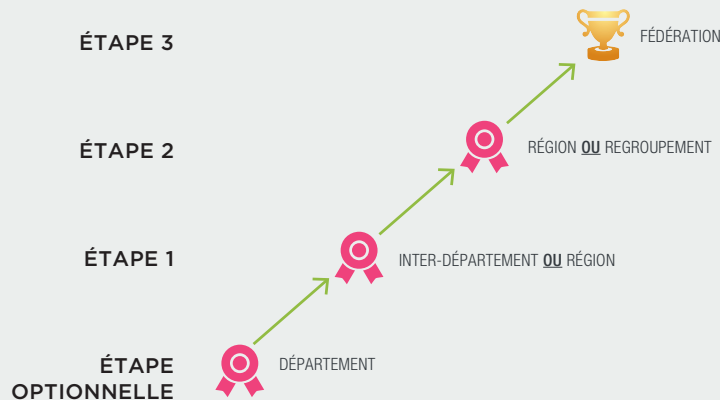 ÉTAPE 3
FÉDÉRATION
ÉTAPE 2
RÉGION OU REGROUPEMENT
ÉTAPE 1
INTER-DÉPARTEMENT OU RÉGION
ÉTAPE
OPTIONNELLE
DÉPARTEMENT